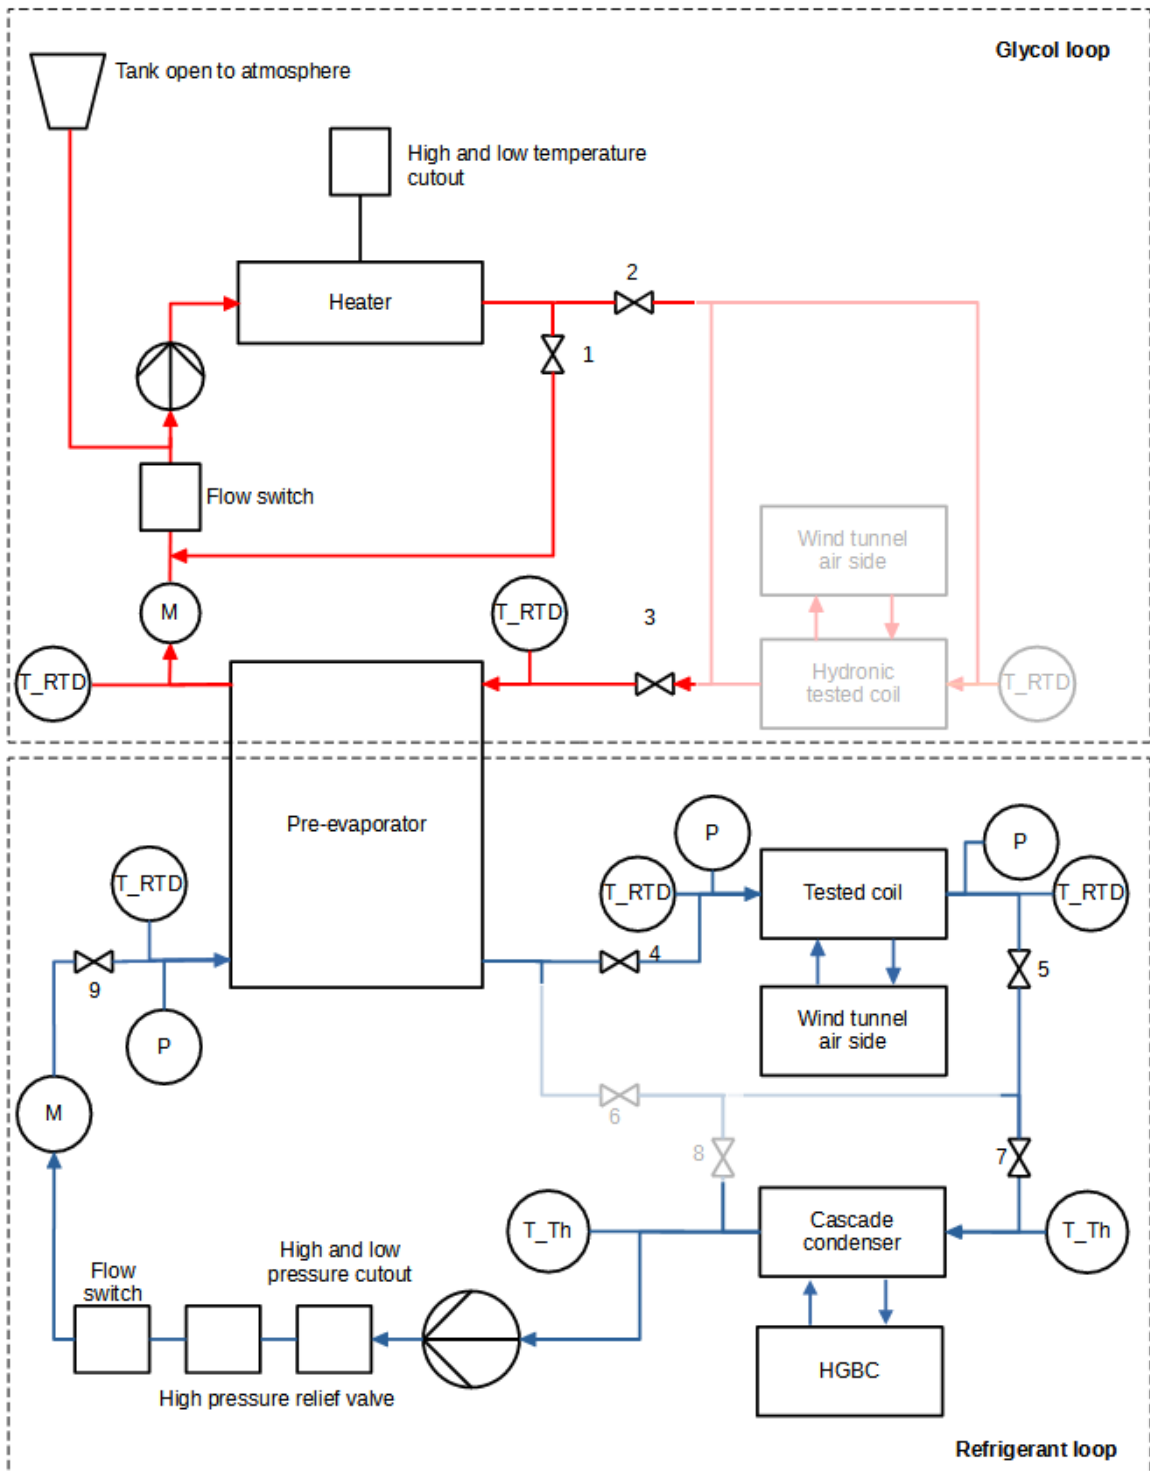 Glycol loop
Tank open to atmosphere
High and low temperature
cutout
2
Heater
1
Flow switch
Wind tunnel
air side
M
T_RTD
3
T_RTD
Hydronic
tested coil
T_RTD
Pre-evaporator
P
P
T_RTD
T_RTD
Tested coil
T_RTD
4
5
9
Wind tunnel
air side
P
M
6
8
7
T_Th
Cascade
condenser
T_Th
High and low
pressure cutout
Flow
switch
HGBC
High pressure relief valve
Refrigerant loop